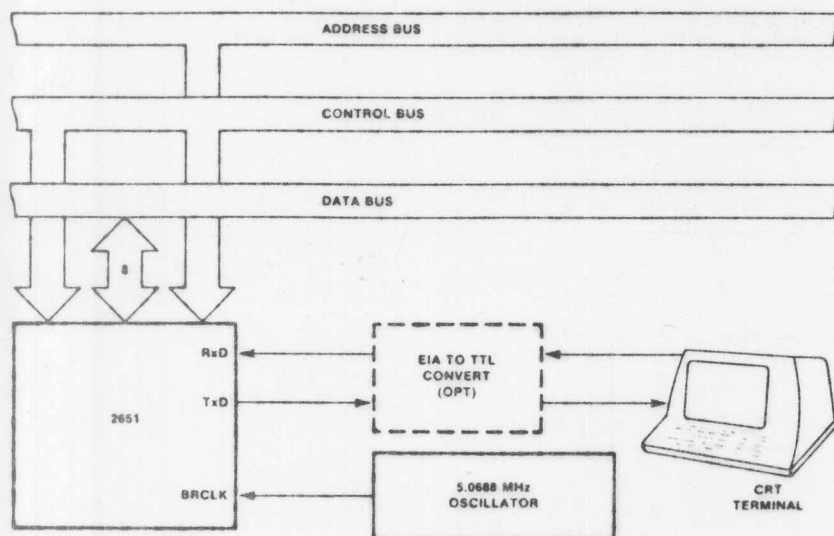 ADDRESS BUS
CONTROL BUS
DATA BUS
8
RxD
TxD
2651
BRCLK
EIA TO TTL
CONVERT
(OPT)
5.0688 MHz
OSCILLATOR
CRT
TERMINAL